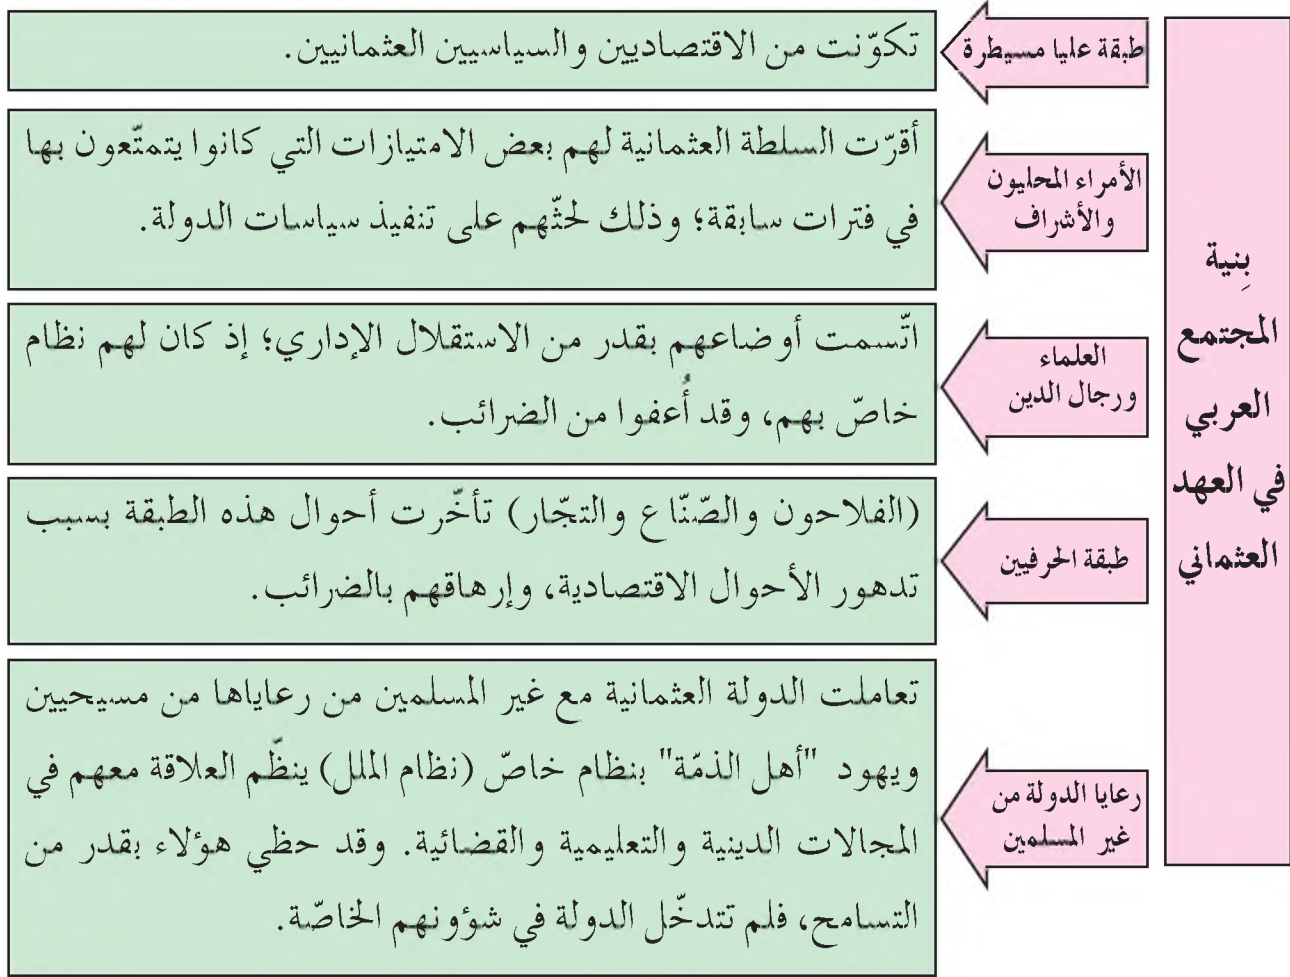 بِنية
المجتمع
العربي
في العهد
العثماني
طبقة عليا مسيطرة
تكوّنت من الاقتصاديين والسياسيين العثمانيين.
الأمراء المحليون
والأشراف
أقرّت السلطة العثمانية لهم بعض الامتيازات التي كانوا يتمتّعون بها
في فترات سابقة؛ وذلك لحثّهم على تنفيذ سياسات الدولة.
العلماء
ورجال الدين
اتّسمت أوضاعهم بقدر من الاستقلال الإداري؛ إذ كان لهم نظام
خاصّ بهم، وقد أُعفوا من الضرائب.
طبقة الحرفيين
(الفلاحون والصّنّاع والتجّار) تأخّرت أحوال هذه الطبقة بسبب
تدهور الأحوال الاقتصادية، وإرهاقهم بالضرائب.
رعايا الدولة من
غير المسلمين
تعاملت الدولة العثمانية مع غير المسلمين من رعاياها من مسيحيين
ويهود "أهل الذمّة" بنظام خاصّ (نظام الملل) ينظّم العلاقة معهم في
المجالات الدينية والتعليمية والقضائية. وقد حظي هؤلاء بقدر من
التسامح، فلم تتدخّل الدولة في شؤونهم الخاصّة.